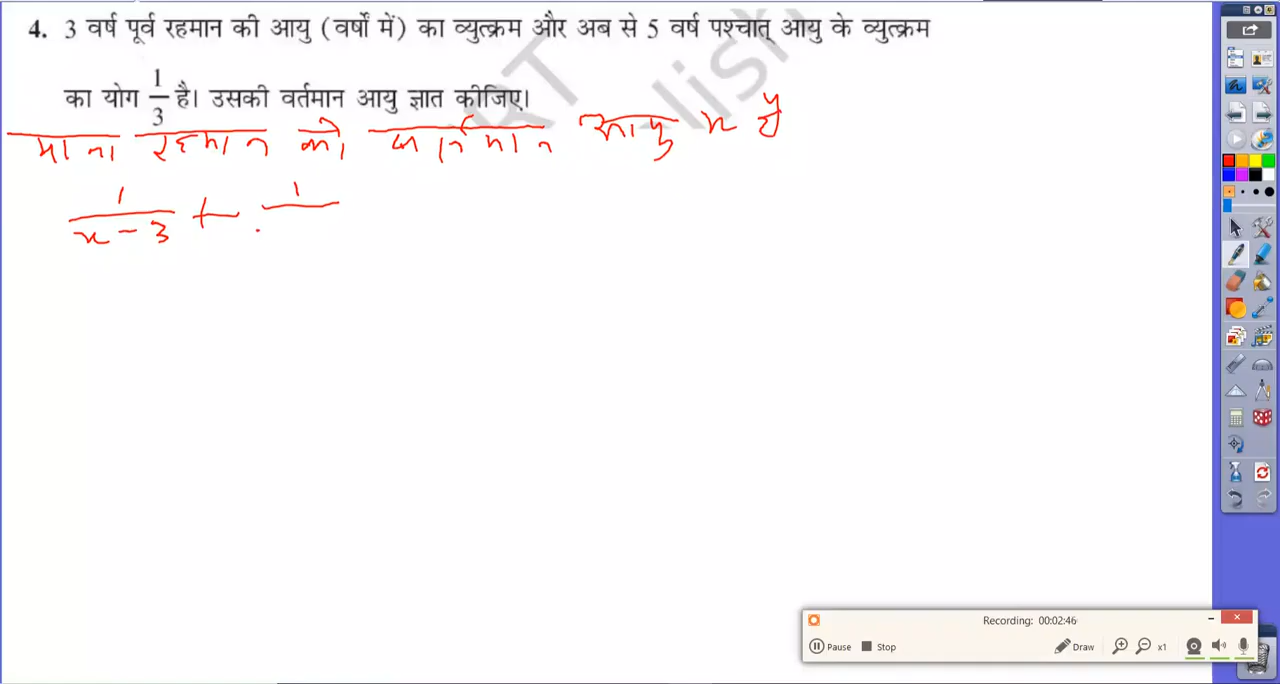 4. 3 वर्ष पूर्व रहमान की आयु (वर्षों में) का व्युत्क्रम और अब से 5 वर्ष पश्चात् आयु के व्युत्क्रम
का योग 1/3 है। उसकी वर्तमान आयु ज्ञात कीजिए।
माना रहमान की वर्तमान आयु x है
1/(x-3) + 1/
Recording: 00:02:46
Pause Stop Draw x1